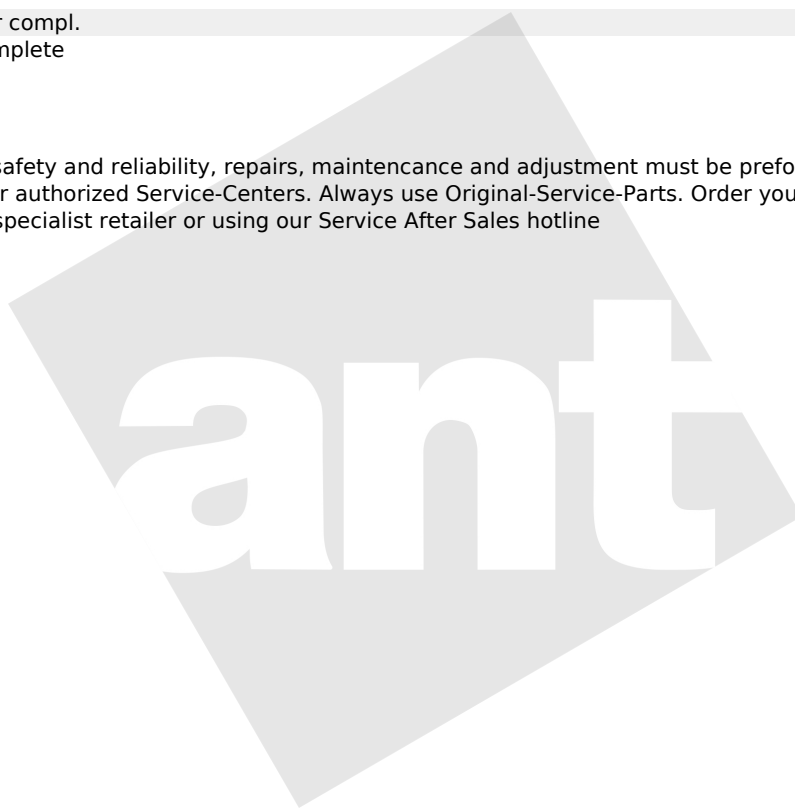 r compl.
mplete
safety and reliability, repairs, maintencance and adjustment must be prefo
r authorized Service-Centers. Always use Original-Service-Parts. Order you
specialist retailer or using our Service After Sales hotline
ant